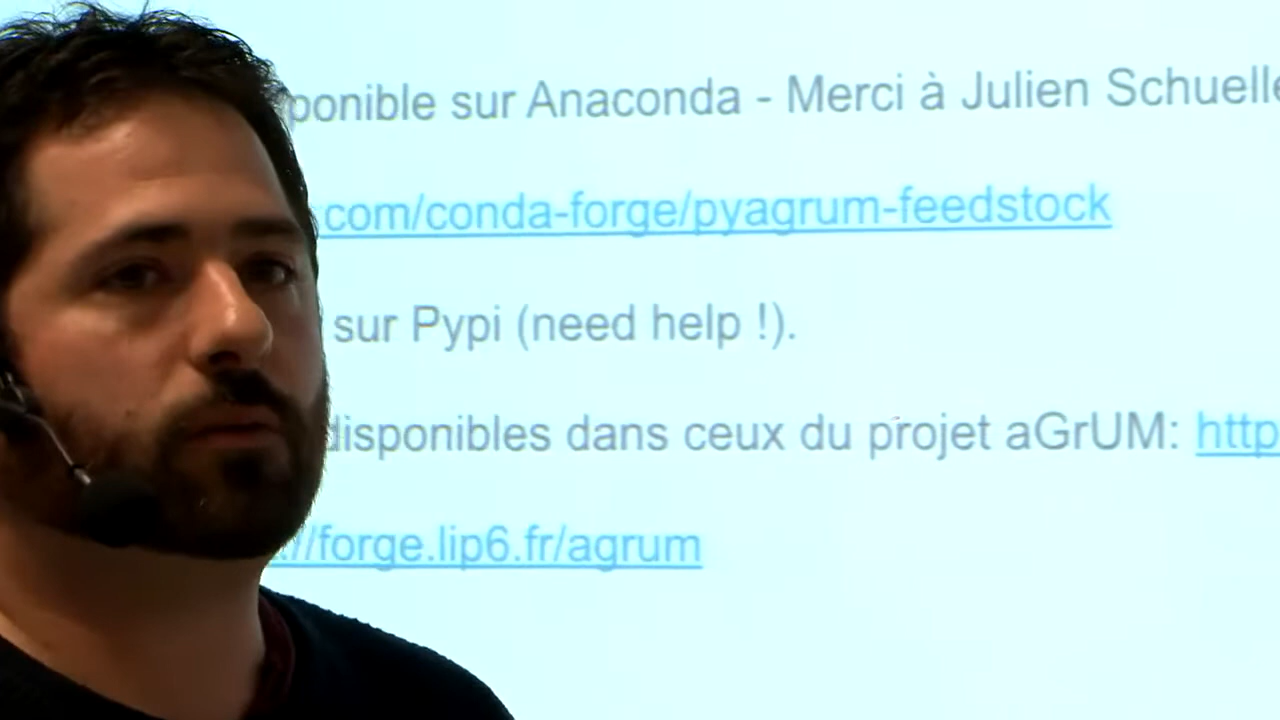 ponible sur Anaconda - Merci à Julien Schuelle
.com/conda-forge/pyagrum-feedstock
sur Pypi (need help !).
disponibles dans ceux du projet aGrUM: http
://forge.lip6.fr/agrum